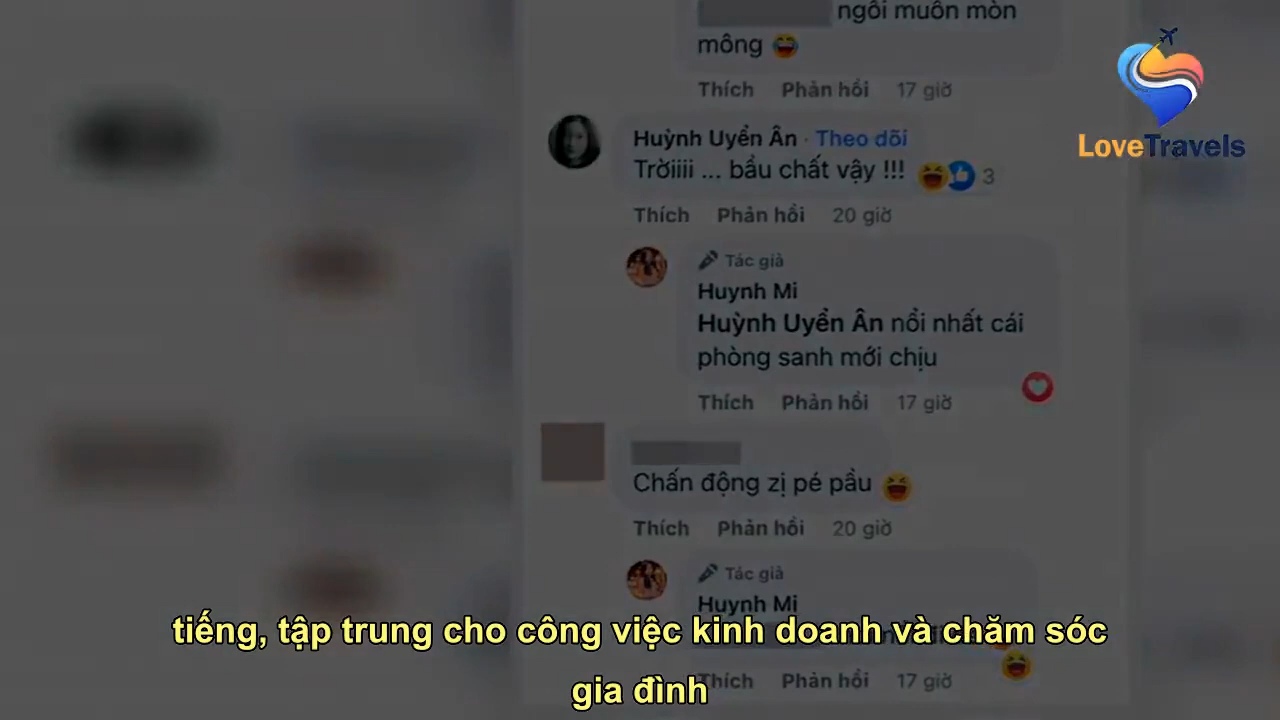 ngồi muốn mòn
mông
Thích Phản hồi 17 giờ
LoveTravels
Huỳnh Uyển Ân · Theo dõi
Trờiiii ... bầu chất vậy !!!
3
Thích Phản hồi 20 giờ
Tác giả
Huynh Mi
Huỳnh Uyển Ân nổi nhất cái
phòng sanh mới chịu
Thích Phản hồi 17 giờ
Chấn động zị pé pầu
Thích Phản hồi 20 giờ
Tác giả
Huynh Mi
tiếng, tập trung cho công việc kinh doanh và chăm sóc
gia đình
Thích Phản hồi 17 giờ